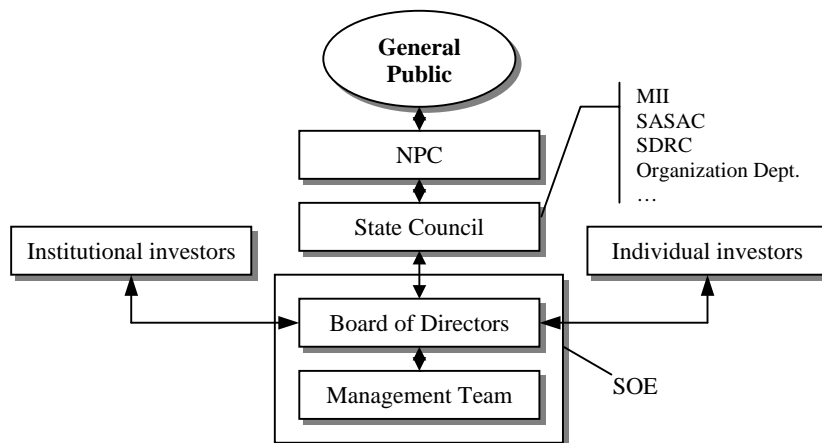 General
Public
MII
SASAC
SDRC
Organization Dept.
…
NPC
State Council
Institutional investors
Individual investors
Board of Directors
Management Team
SOE